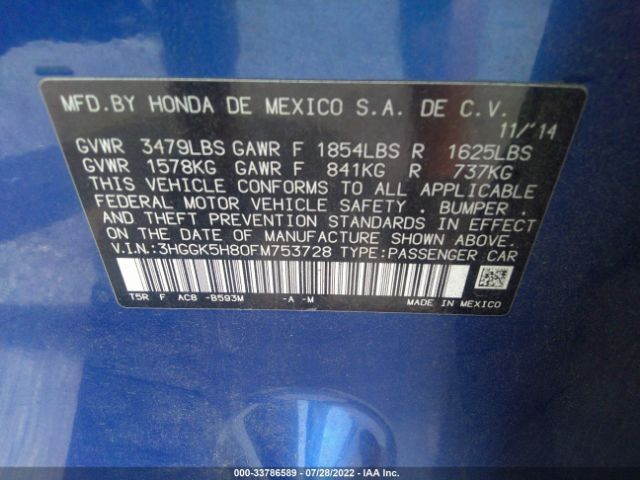 MFD.BY HONDA DE MEXICO S.A. DE C.V.
11/'14
GVWR 3479LBS GAWR F 1854LBS R 1625LBS
GVWR 1578KG GAWR F 841KG R 737KG
THIS VEHICLE CONFORMS TO ALL APPLICABLE
FEDERAL MOTOR VEHICLE SAFETY , BUMPER ,
AND THEFT PREVENTION STANDARDS IN EFFECT
ON THE DATE OF MANUFACTURE SHOWN ABOVE.
V.I.N.:3HGGK5H80FM753728 TYPE:PASSENGER CAR
T5R F AC8 -B593M -A -M MADE IN MEXICO
000-33786589 / 07/28/2022 - IAA Inc.